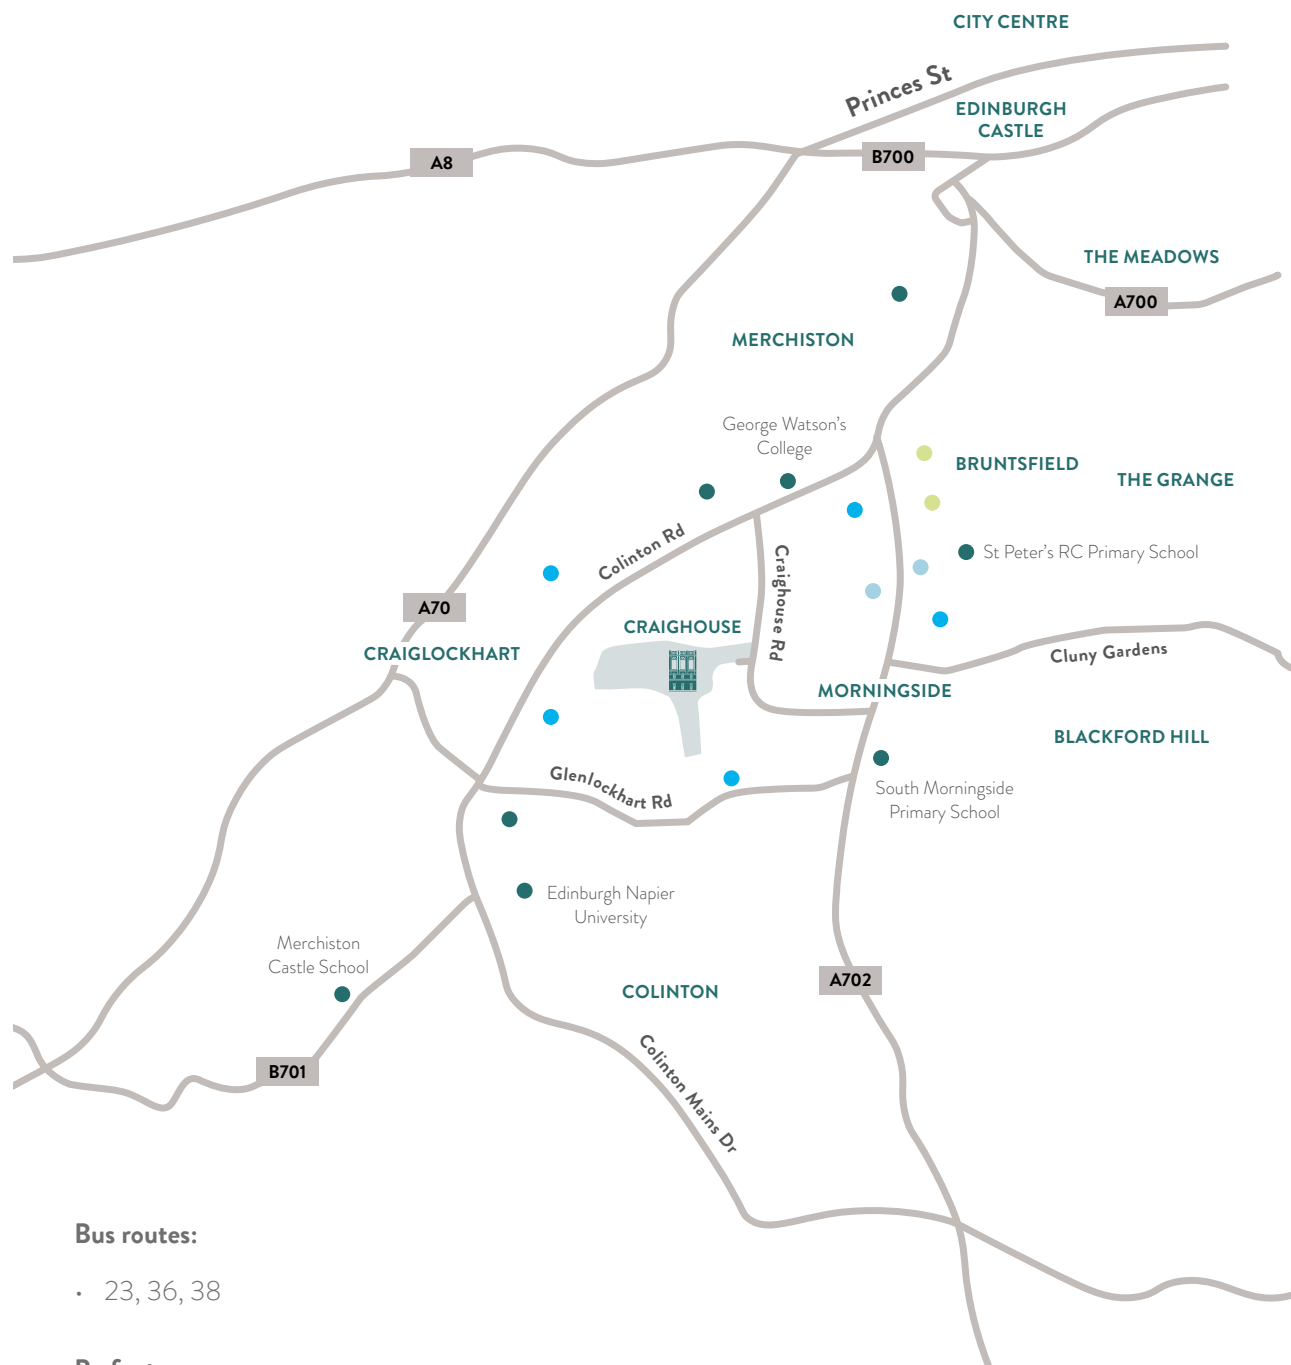 CITY CENTRE
Princes St
EDINBURGH
CASTLE
A8
B700
THE MEADOWS
A700
MERCHISTON
George Watson's
College
BRUNTSFIELD
THE GRANGE
Colinton Rd
Craighouse Rd
St Peter's RC Primary School
A70
CRAIGHOUSE
CRAIGLOCKHART
Cluny Gardens
MORNINGSIDE
BLACKFORD HILL
Glenlockhart Rd
South Morningside
Primary School
Edinburgh Napier
University
Merchiston
Castle School
COLINTON
A702
B701
Colinton Mains Dr
Bus routes:
• 23, 36, 38